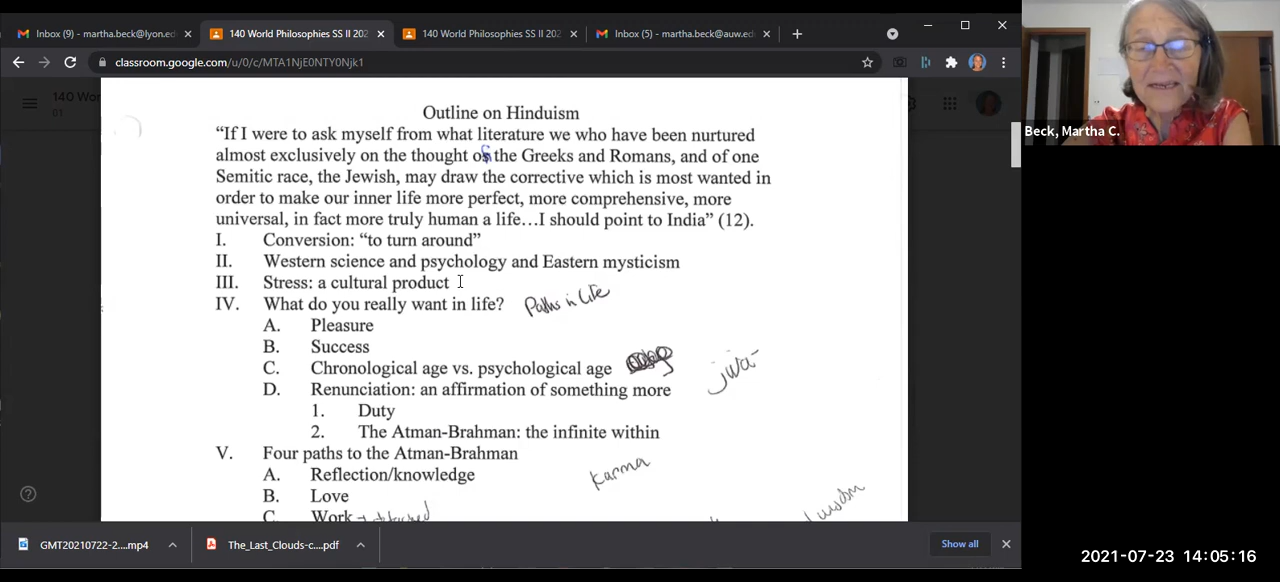 Inbox (9) - martha.beck@lyon.ed
140 World Philosophies SS II 202
140 World Philosophies SS II 202
Inbox (5) - martha.beck@auw.ed
classroom.google.com/u/0/c/MTA1NjE0NTY0Njk1
140 Wor
01
Beck, Martha C.
Outline on Hinduism
“If I were to ask myself from what literature we who have been nurtured
almost exclusively on the thought of the Greeks and Romans, and of one
Semitic race, the Jewish, may draw the corrective which is most wanted in
order to make our inner life more perfect, more comprehensive, more
universal, in fact more truly human a life…I should point to India” (12).
I. Conversion: “to turn around”
II. Western science and psychology and Eastern mysticism
III. Stress: a cultural product
IV. What do you really want in life? Paths in Life
A. Pleasure
B. Success
C. Chronological age vs. psychological age
jiva
D. Renunciation: an affirmation of something more
1. Duty
2. The Atman-Brahman: the infinite within
V. Four paths to the Atman-Brahman
A. Reflection/knowledge
Karma
B. Love
C. Work
GMT20210722-2....mp4
The_Last_Clouds-c....pdf
Show all
2021-07-23 14:05:16